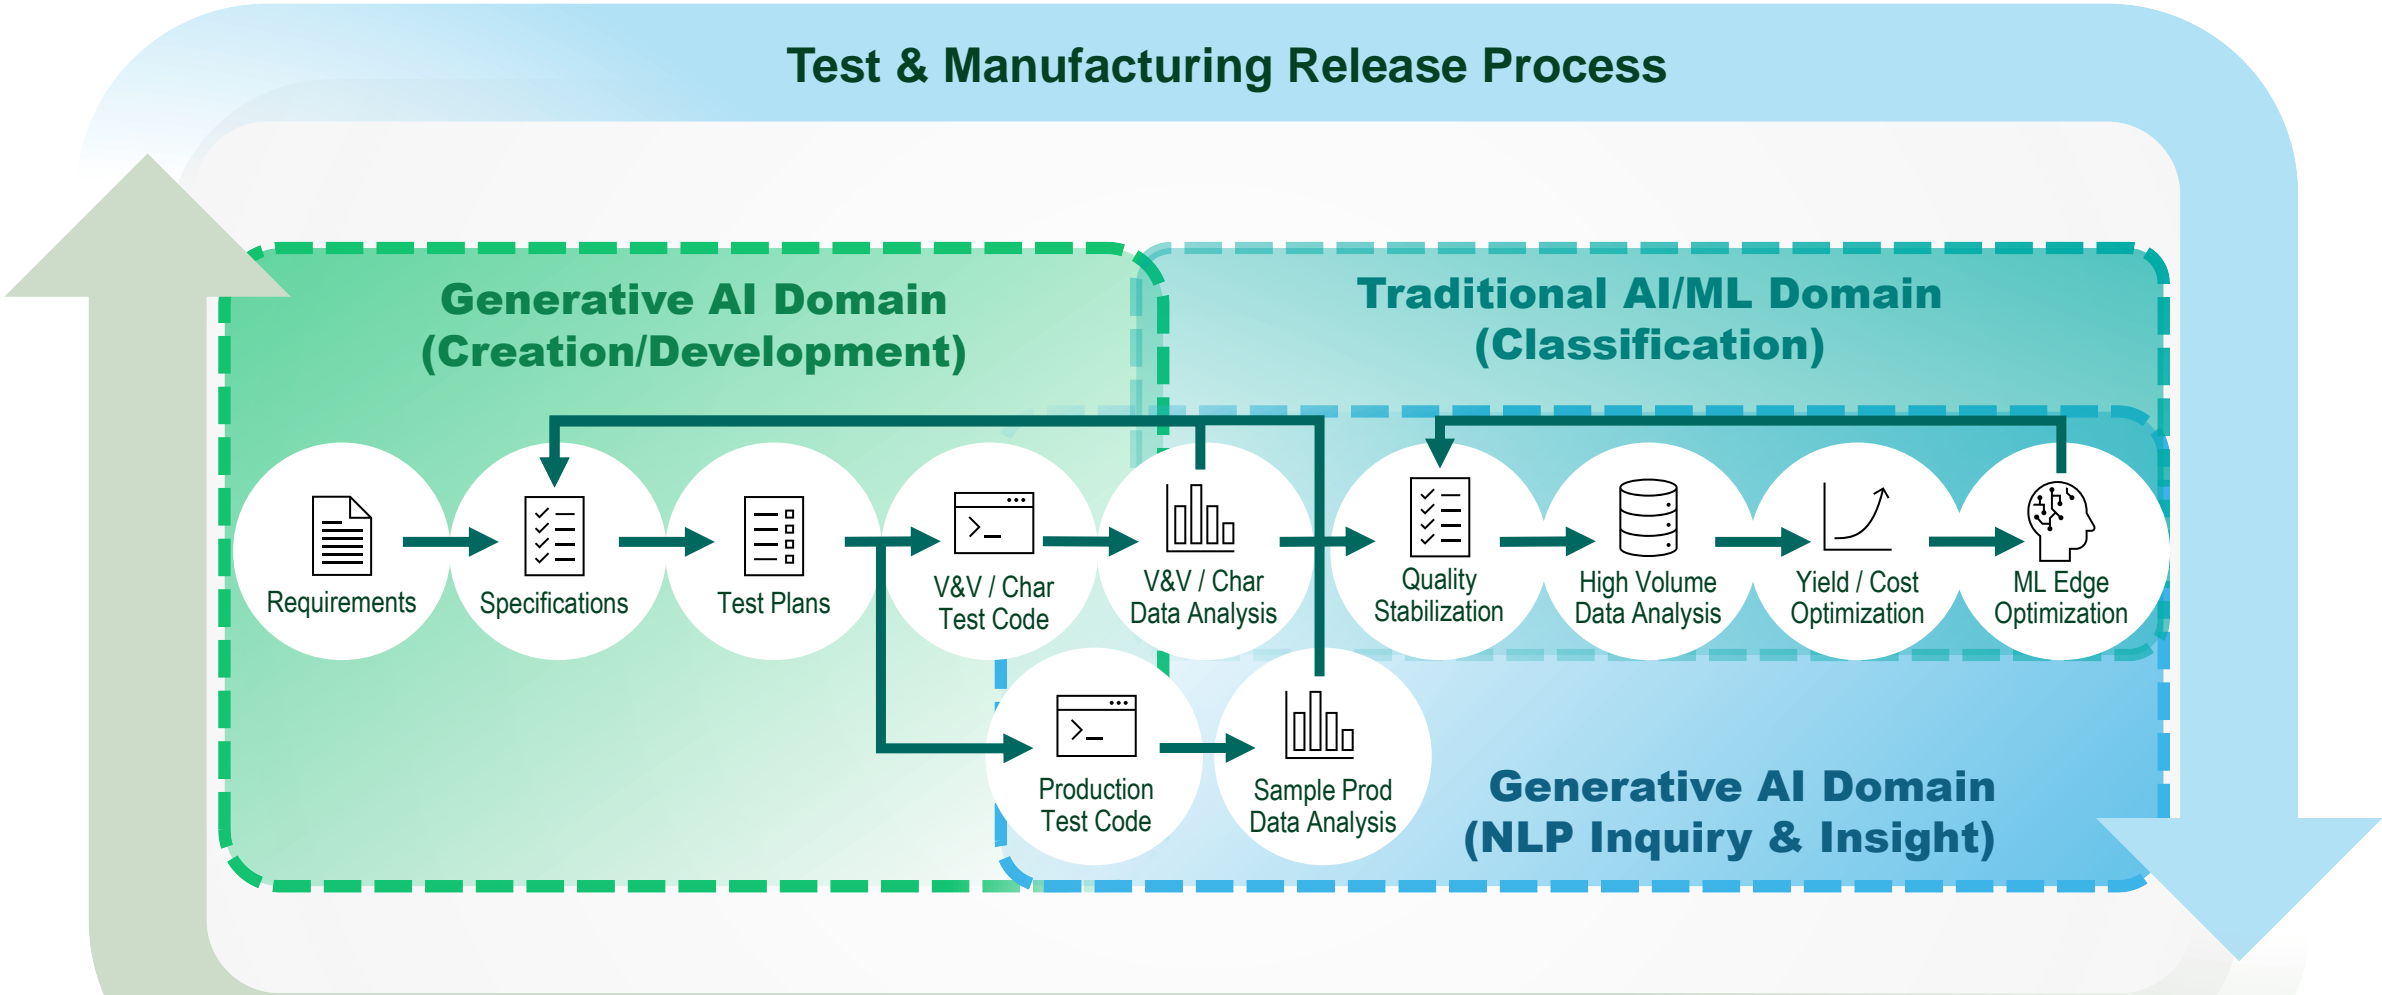 Test & Manufacturing Release Process
Generative AI Domain
(Creation/Development)
Traditional AI/ML Domain
(Classification)
Requirements
Specifications
Test Plans
V&V / Char
Test Code
V&V / Char
Data Analysis
Quality
Stabilization
High Volume
Data Analysis
Yield / Cost
Optimization
ML Edge
Optimization
Production
Test Code
Sample Prod
Data Analysis
Generative AI Domain
(NLP Inquiry & Insight)